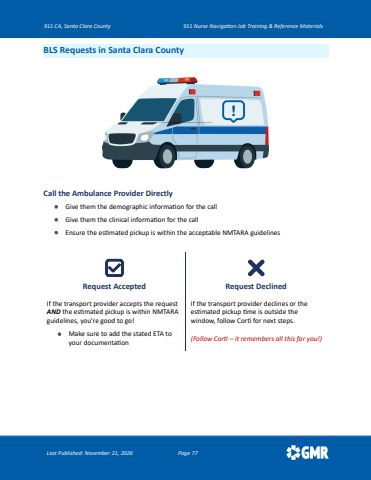 911 CA, Santa Clara County
911 Nurse Navigation Job Training & Reference Materials
BLS Requests in Santa Clara County
!
Call the Ambulance Provider Directly
● Give them the demographic information for the call
● Give them the clinical information for the call
● Ensure the estimated pickup is within the acceptable NMTARA guidelines
Request Accepted
If the transport provider accepts the request
AND the estimated pickup is within NMTARA
guidelines, you're good to go!
● Make sure to add the stated ETA to
your documentation
Request Declined
If the transport provider declines or the
estimated pickup time is outside the
window, follow Corti for next steps.
(Follow Corti – it remembers all this for you!)
Last Published: November 21, 2026
Page 77
GMR